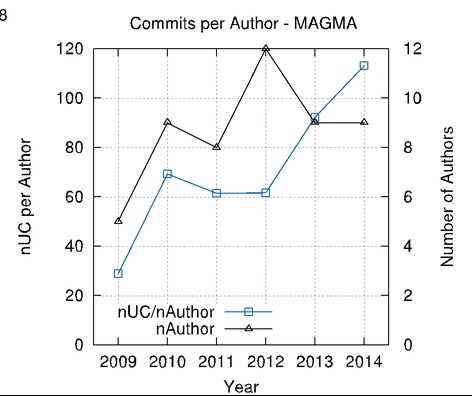 8
Commits per Author - MAGMA
120
100
80
60
40
20
0
12
10
8
6
4
2
0
nUC per Author
Number of Authors
nUC/nAuthor
nAuthor
2009 2010 2011 2012 2013 2014
Year